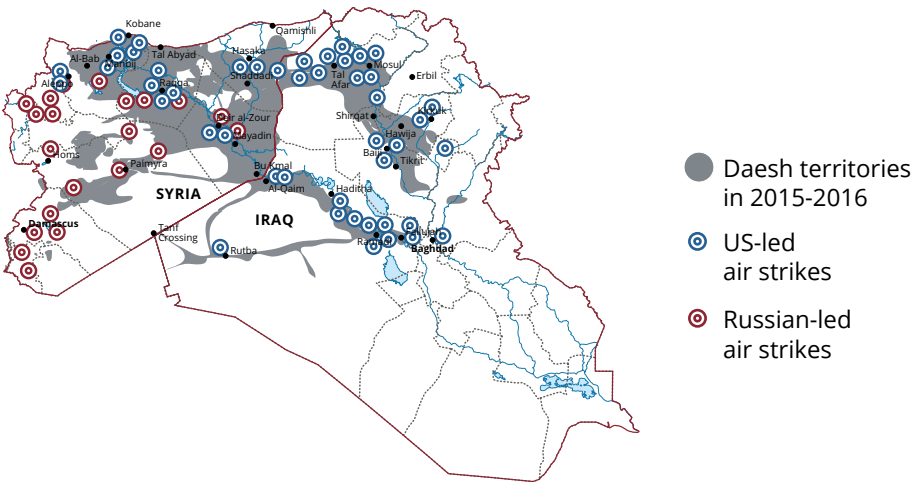 Kobane
Qamishli
Al-Bab
Manbij
Tal Abyad
Hasaka
Mosul
Aleppo
Raqqa
Shaddadi
Tal
Afar
Erbil
Deir al-Zour
Shirqat
Kirkuk
Mayadin
Hawija
Homs
Baiji
Tikrit
Palmyra
Bu Kmal
Al-Qaim
Haditha
SYRIA
IRAQ
Damascus
Tanf
Crossing
Rutba
Ramadi
Fallujah
Baghdad
Daesh territories
in 2015-2016
US-led
air strikes
Russian-led
air strikes